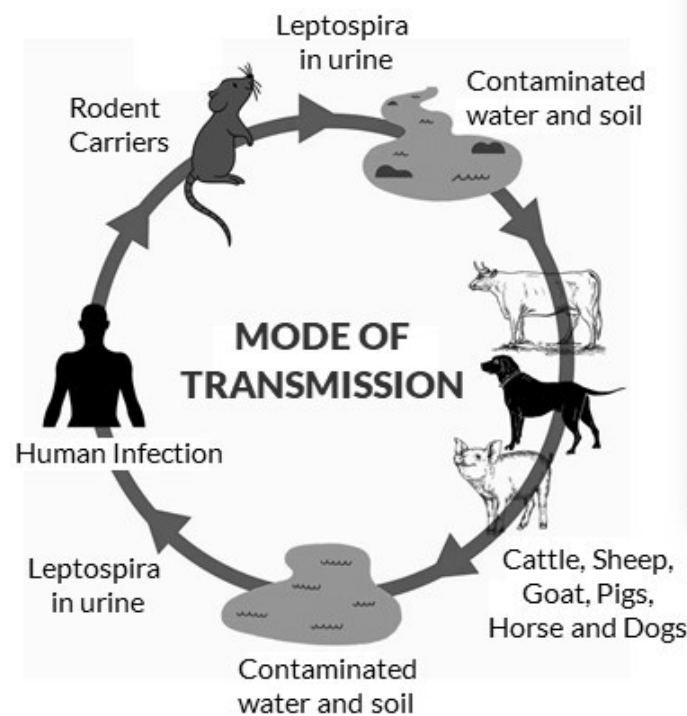 Leptospira
in urine
Contaminated
water and soil
Rodent
Carriers
MODE OF
TRANSMISSION
Human Infection
Cattle, Sheep,
Goat, Pigs,
Horse and Dogs
Leptospira
in urine
Contaminated
water and soil